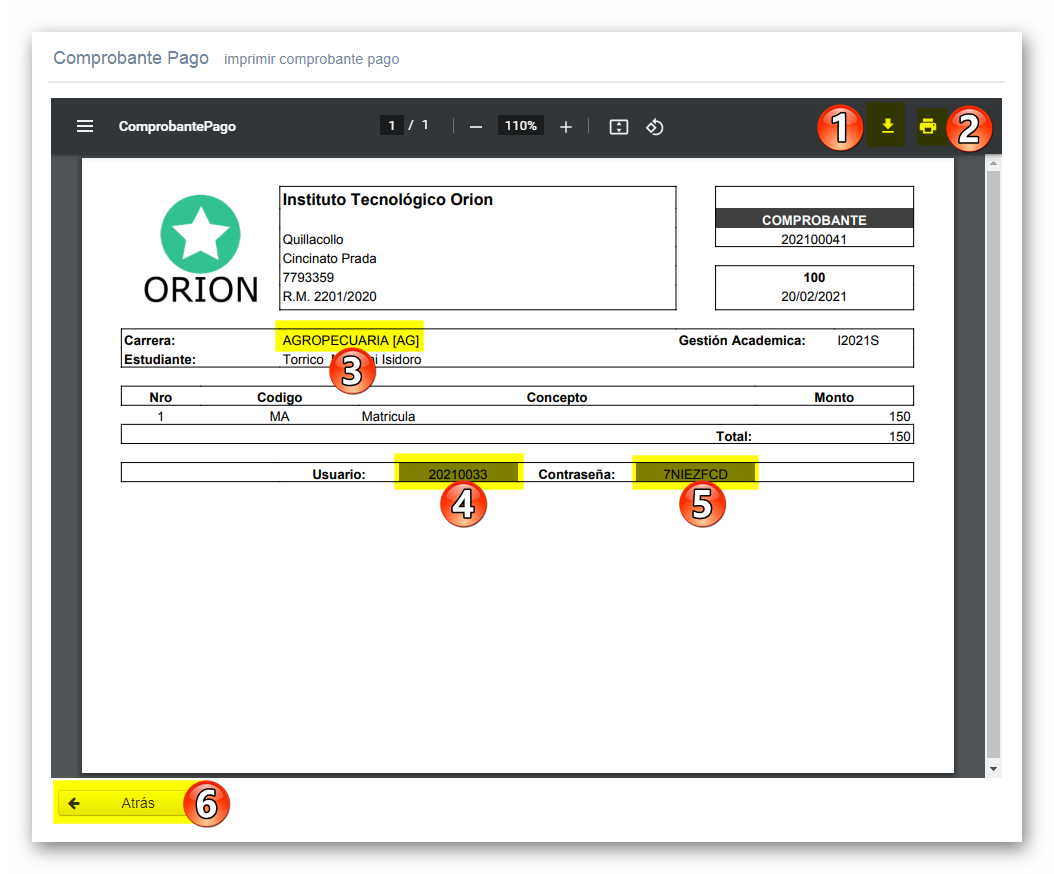 Comprobante Pago imprimir comprobante pago
ComprobantePago 1 / 1 110% 1 2
ORION
Instituto Tecnológico Orion
Quillacollo
Cincinato Prada
7793359
R.M. 2201/2020
COMPROBANTE
202100041
100
20/02/2021
Carrera: AGROPECUARIA [AG] Gestión Academica: I2021S
Estudiante: Torrico Isidoro
3
Nro Codigo Concepto Monto
1 MA Matricula 150
Total: 150
Usuario: 20210033 Contraseña: 7NIEZFCD
4 5
Atrás 6